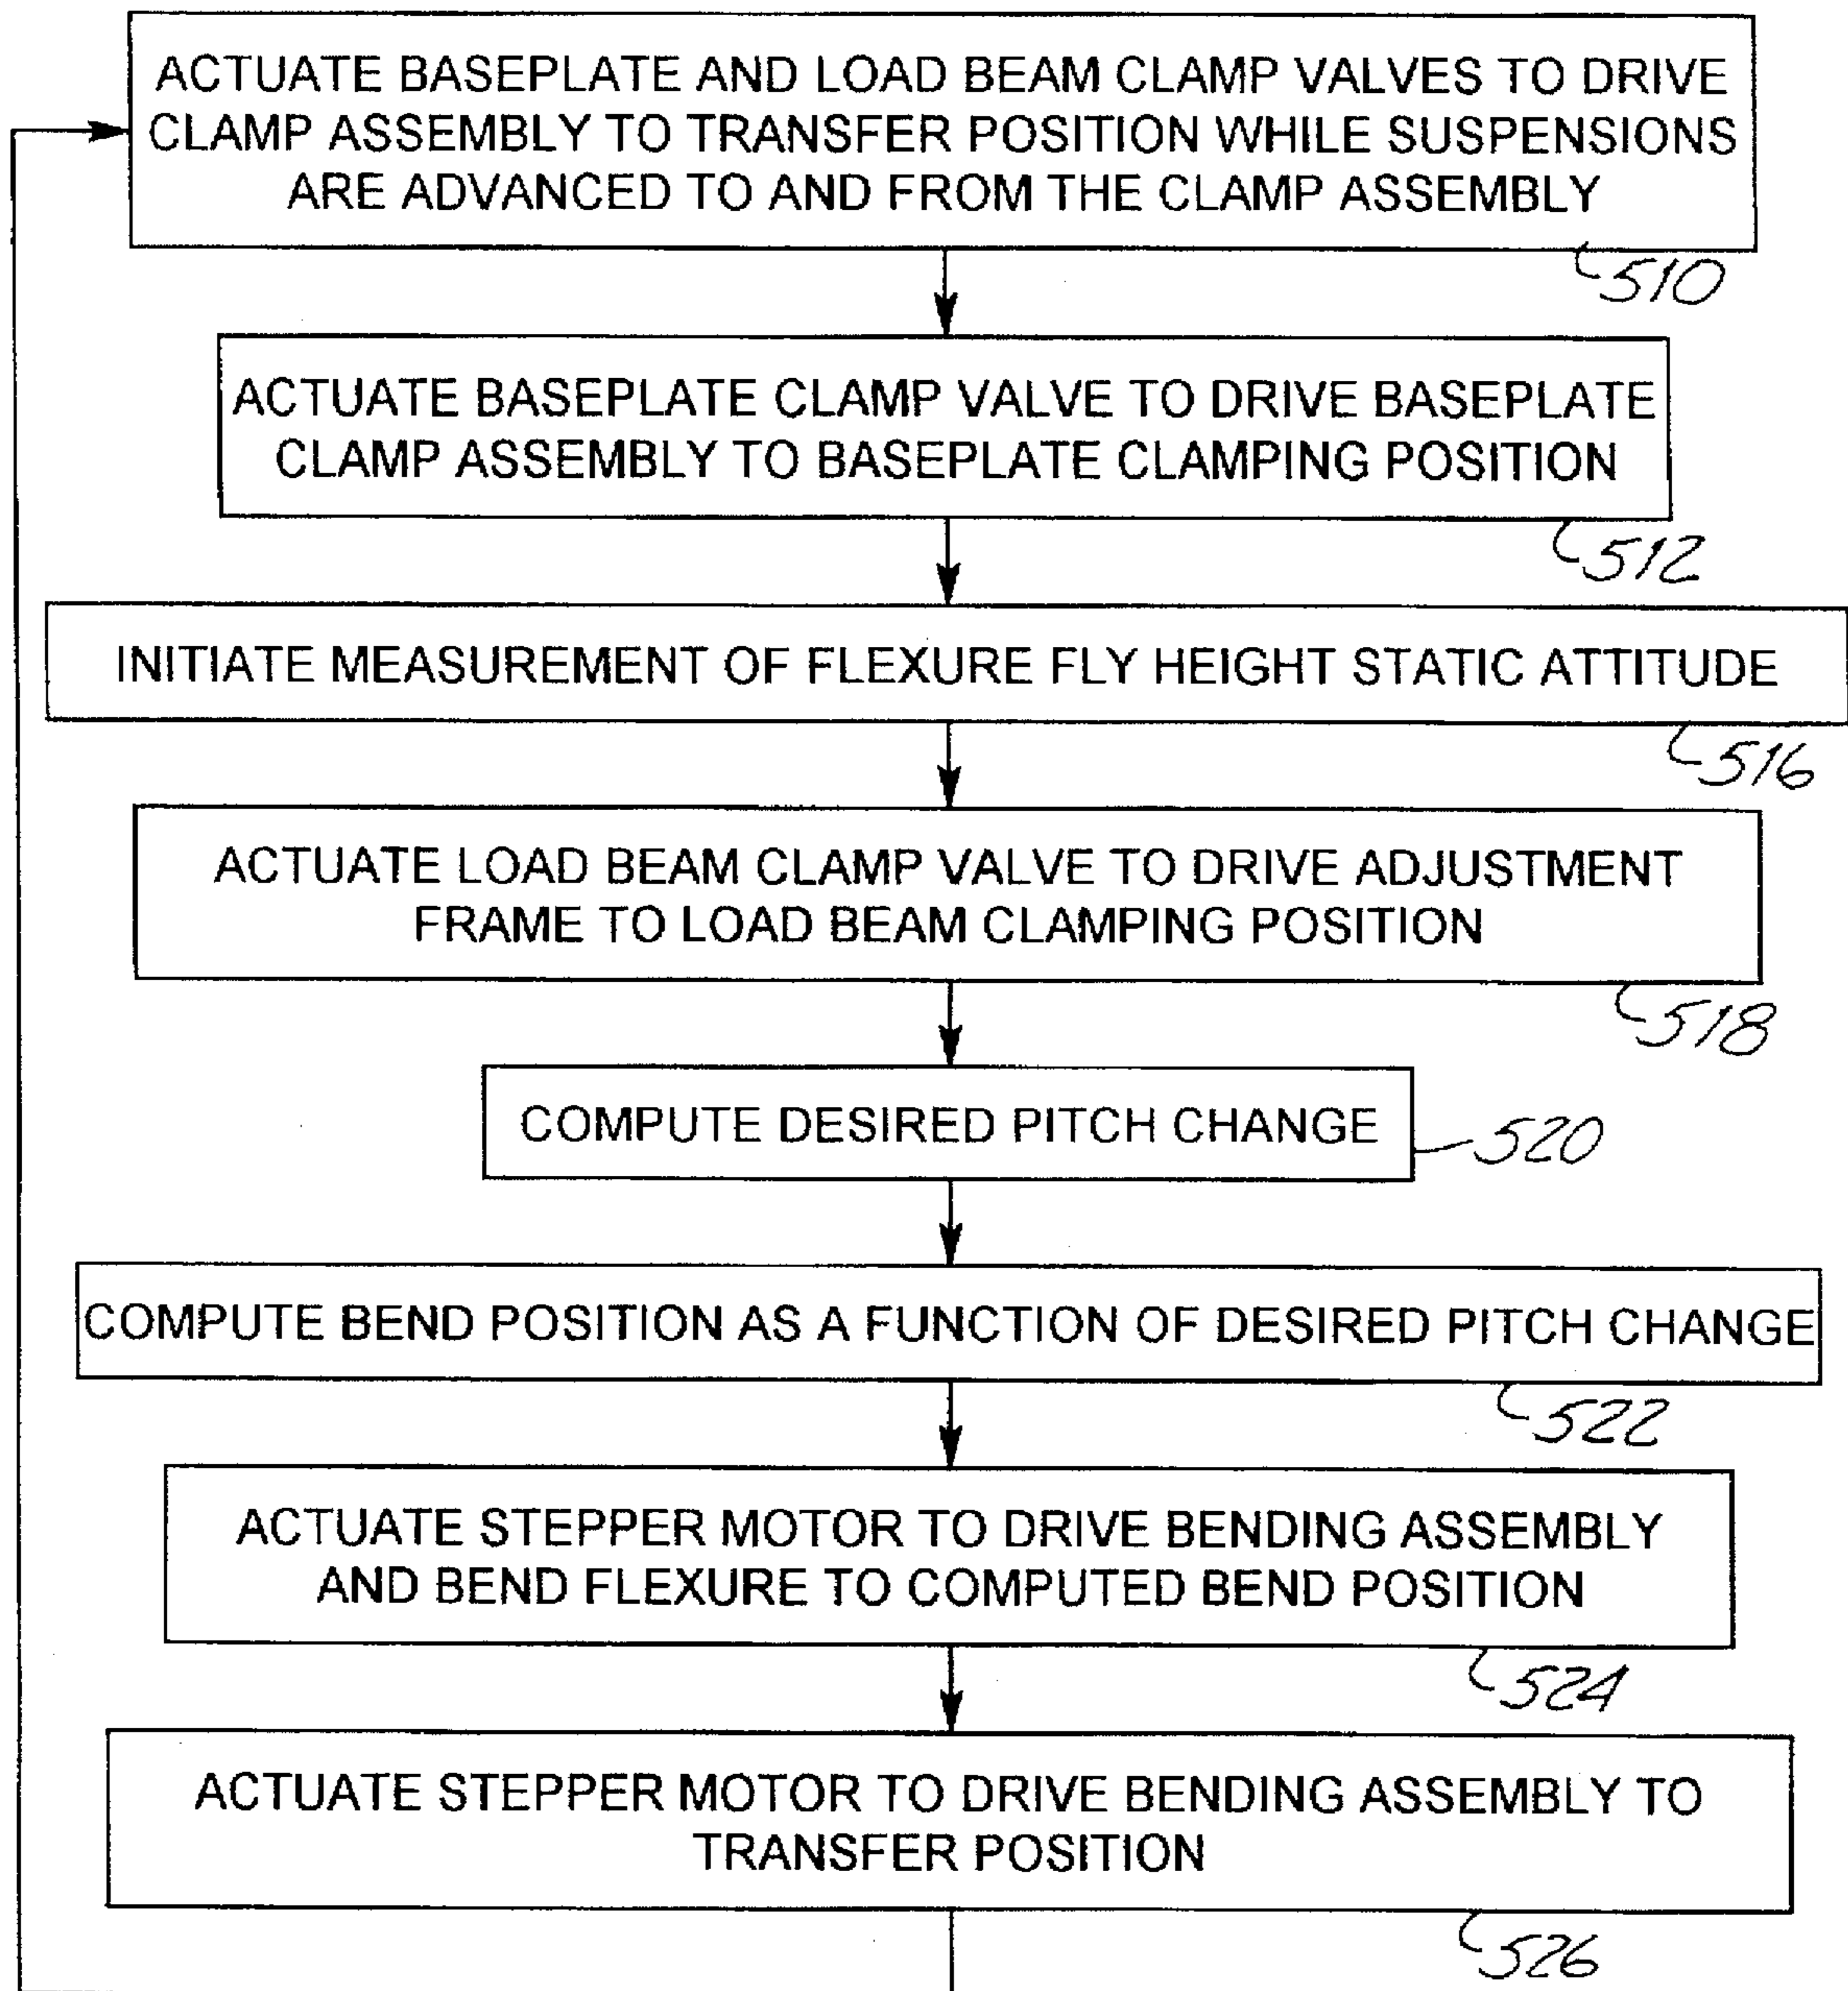 ACTUATE BASEPLATE AND LOAD BEAM CLAMP VALVES TO DRIVE
CLAMP ASSEMBLY TO TRANSFER POSITION WHILE SUSPENSIONS
ARE ADVANCED TO AND FROM THE CLAMP ASSEMBLY
510
ACTUATE BASEPLATE CLAMP VALVE TO DRIVE BASEPLATE
CLAMP ASSEMBLY TO BASEPLATE CLAMPING POSITION
512
INITIATE MEASUREMENT OF FLEXURE FLY HEIGHT STATIC ATTITUDE
516
ACTUATE LOAD BEAM CLAMP VALVE TO DRIVE ADJUSTMENT
FRAME TO LOAD BEAM CLAMPING POSITION
518
COMPUTE DESIRED PITCH CHANGE
520
COMPUTE BEND POSITION AS A FUNCTION OF DESIRED PITCH CHANGE
522
ACTUATE STEPPER MOTOR TO DRIVE BENDING ASSEMBLY
AND BEND FLEXURE TO COMPUTED BEND POSITION
524
ACTUATE STEPPER MOTOR TO DRIVE BENDING ASSEMBLY TO
TRANSFER POSITION
526